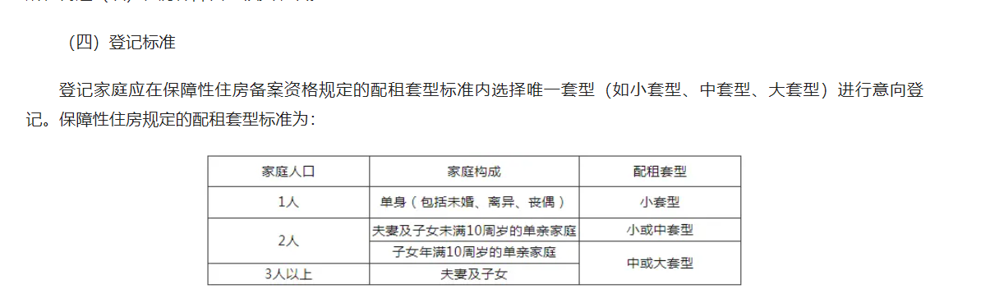 （四）登记标准
登记家庭应在保障性住房备案资格规定的配租套型标准内选择唯一套型（如小套型、中套型、大套型）进行意向登
记。保障性住房规定的配租套型标准为：
家庭人口 家庭构成 配租套型
1人 单身（包括未婚、离异、丧偶） 小套型
2人 夫妻及子女未满10周岁的单亲家庭 小或中套型
子女年满10周岁的单亲家庭 中或大套型
3人以上 夫妻及子女